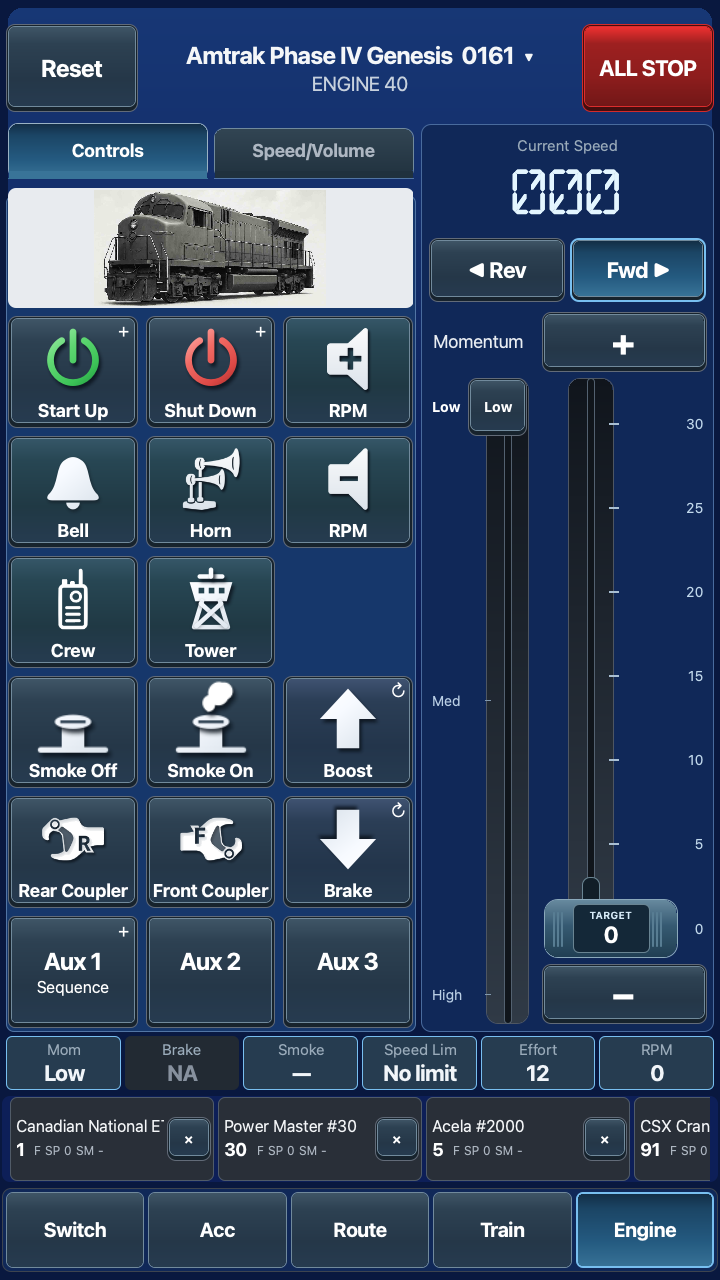 Reset
Amtrak Phase IV Genesis 0161 ▼
ENGINE 40
ALL STOP
Controls
Speed/Volume
Current Speed
000
◀ Rev
Fwd ▶
Momentum
+
Low
Low
Med
High
30
25
20
15
10
5
0
TARGET
0
−
Start Up
Shut Down
RPM
Bell
Horn
RPM
Crew
Tower
Smoke Off
Smoke On
Boost
R
Rear Coupler
F
Front Coupler
Brake
Aux 1
Sequence
Aux 2
Aux 3
Mom
Low
Brake
NA
Smoke
—
Speed Lim
No limit
Effort
12
RPM
0
Canadian National
1 F SP 0 SM -
×
Power Master #30
30 F SP 0 SM -
×
Acela #2000
5 F SP 0 SM -
×
CSX Cran
91 F SP 0
Switch
Acc
Route
Train
Engine